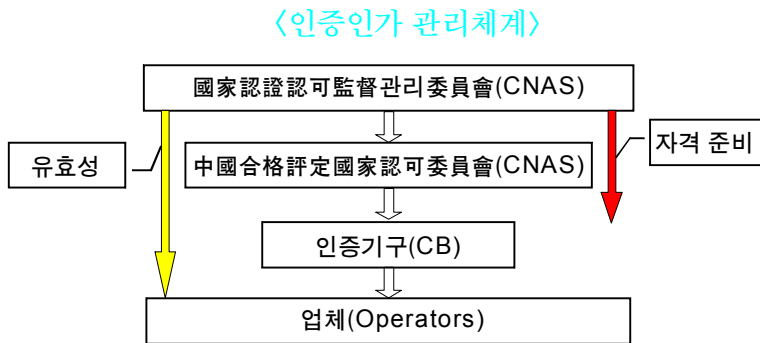 〈인증인가 관리체계〉
國家認證認可監督관리委員會(CNAS)
유효성
자격 준비
中國合格評定國家認可委員會(CNAS)
인증기구(CB)
업체(Operators)